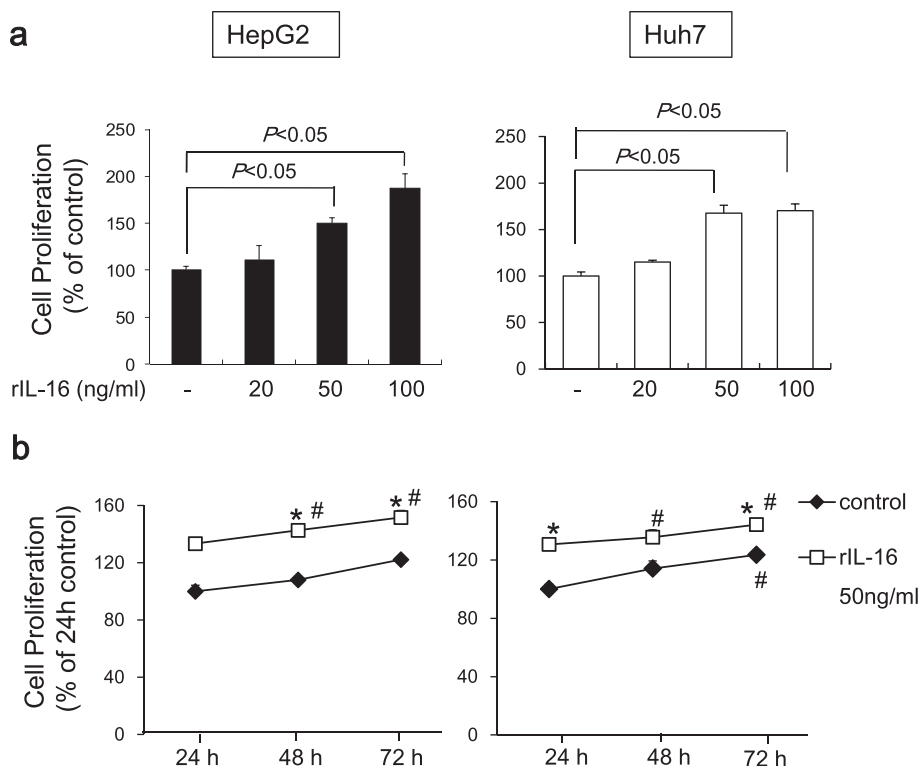 a
HepG2
Huh7
Cell Proliferation
(% of control)
250
200
150
100
50
0
P<0.05
P<0.05
rIL-16 (ng/ml)
- 20 50 100
250
200
150
100
50
0
P<0.05
P<0.05
- 20 50 100
b
Cell Proliferation
(% of 24h control)
160
120
80
40
0
* #
* #
24 h 48 h 72 h
160
120
80
40
0
*
#
* #
#
24 h 48 h 72 h
control
rIL-16
50ng/ml